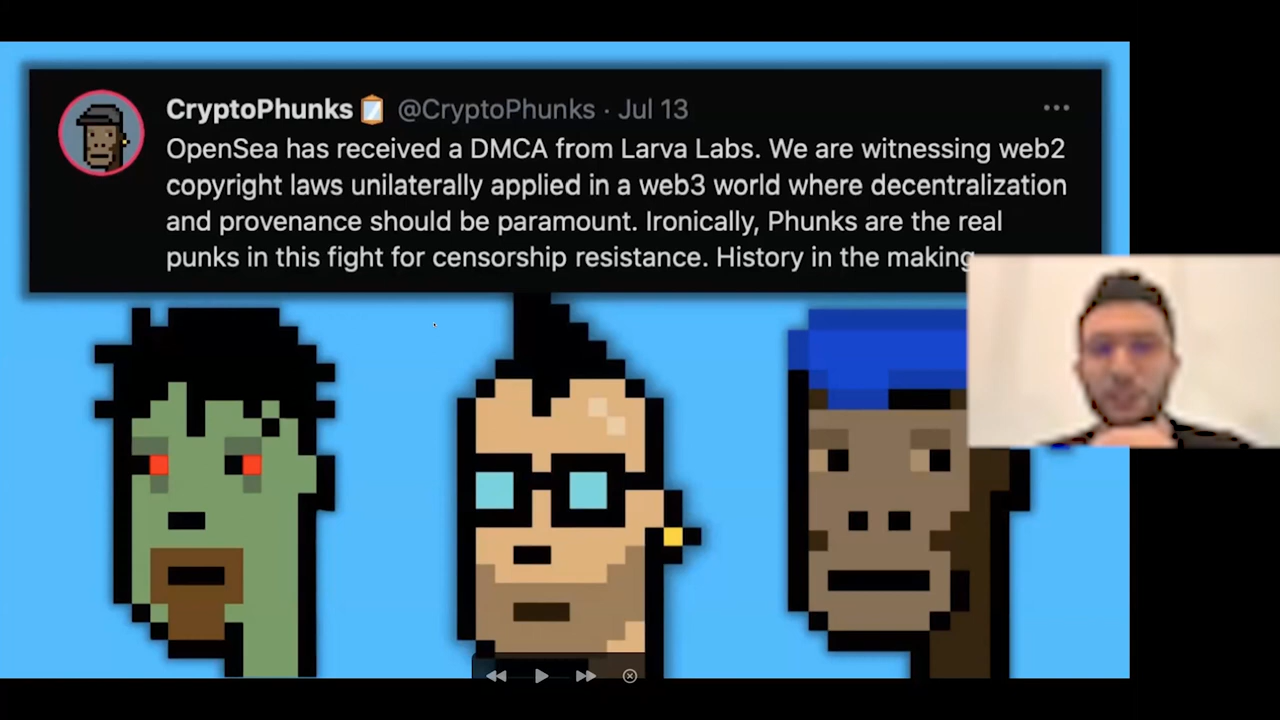 CryptoPhunks @CryptoPhunks · Jul 13
OpenSea has received a DMCA from Larva Labs. We are witnessing web2
copyright laws unilaterally applied in a web3 world where decentralization
and provenance should be paramount. Ironically, Phunks are the real
punks in this fight for censorship resistance. History in the making